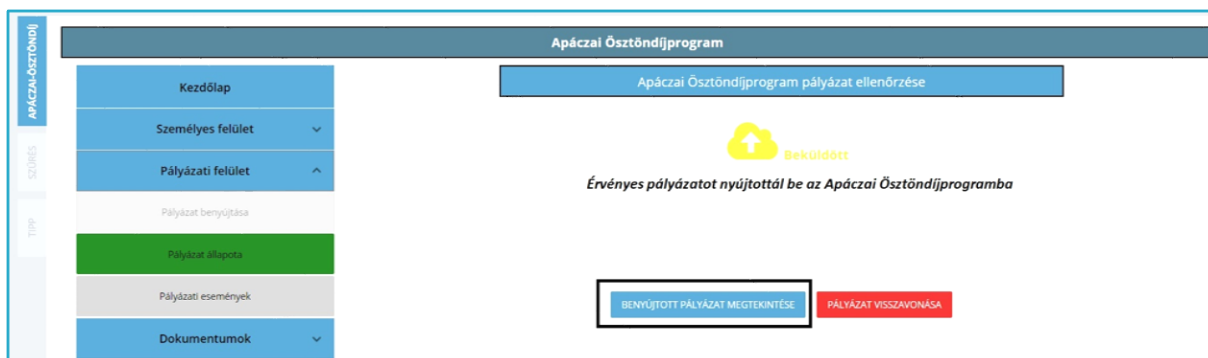 APÁCZAI-ÖSZTÖNDÍJ
SZŰRÉS
TIPP
Apáczai Ösztöndíjprogram
Kezdőlap
Személyes felület
Pályázati felület
Pályázat benyújtása
Pályázat állapota
Pályázati események
Dokumentumok
Apáczai Ösztöndíjprogram pályázat ellenőrzése
Beküldött
Érvényes pályázatot nyújtottál be az Apáczai Ösztöndíjprogramba
BENYÚJTOTT PÁLYÁZAT MEGTEKINTÉSE
PÁLYÁZAT VISSZAVONÁSA